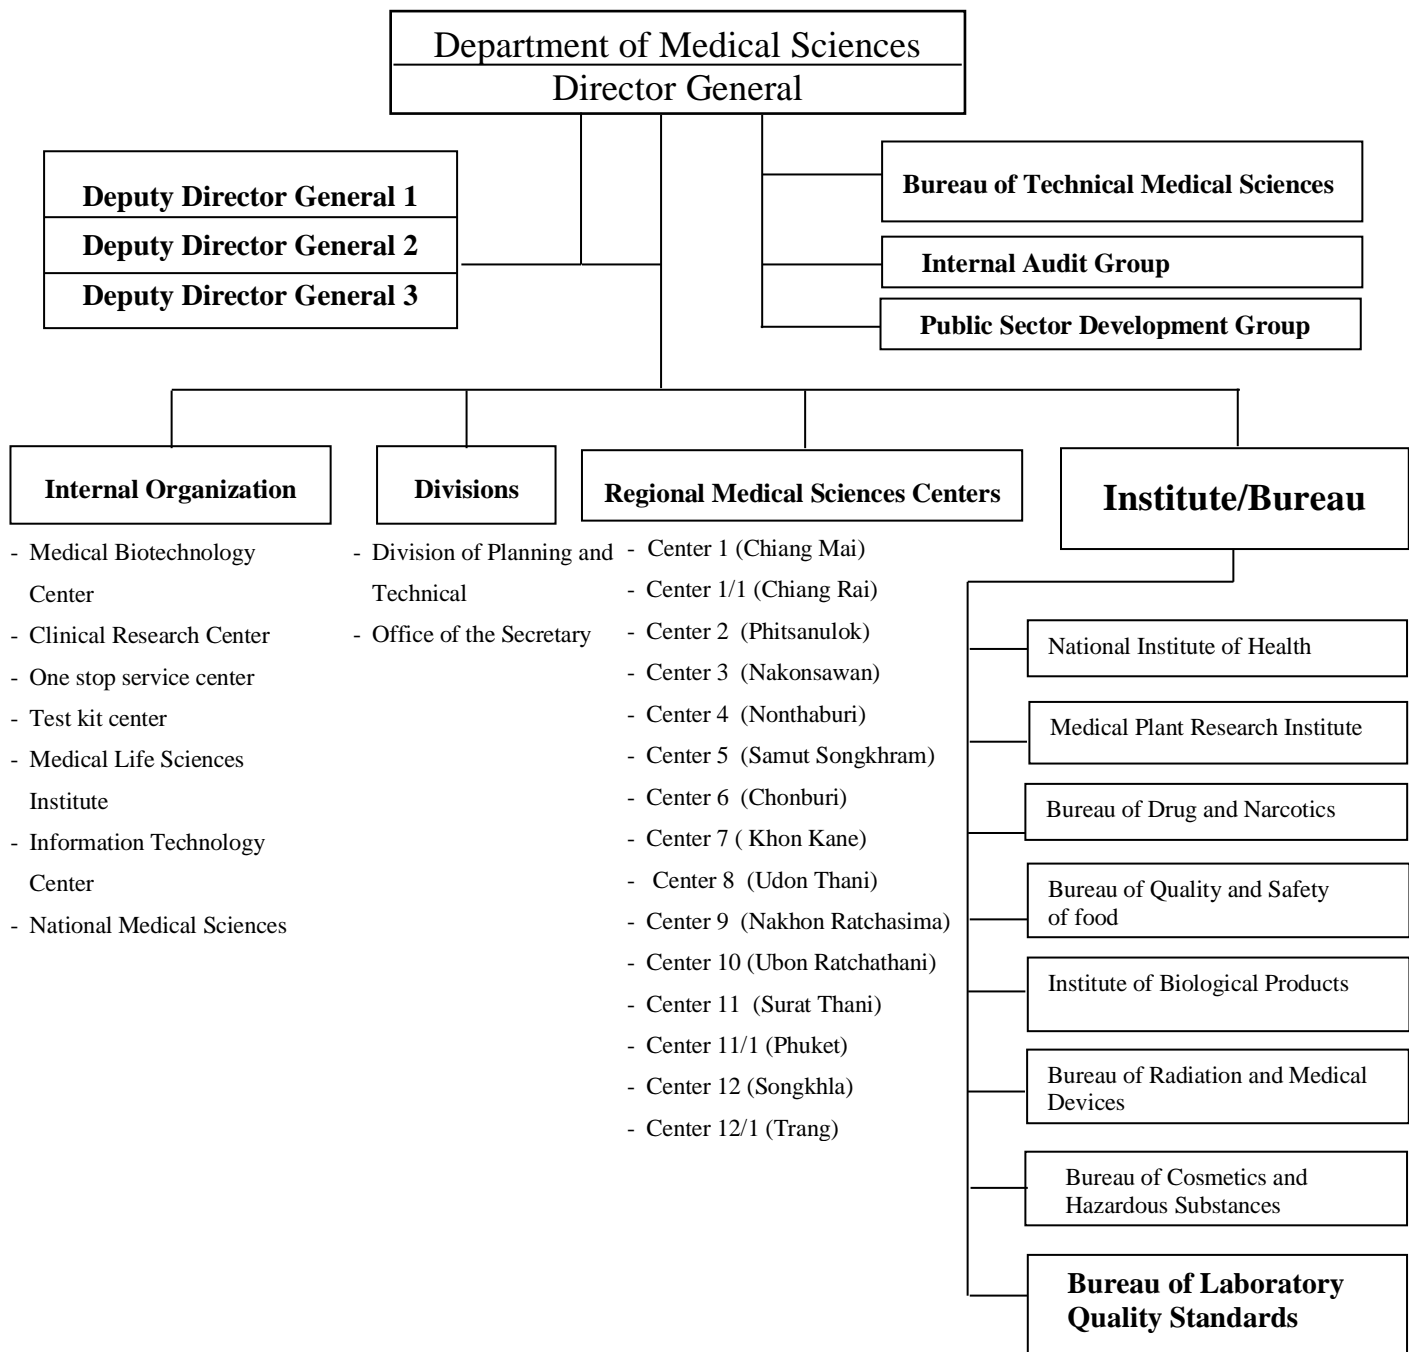 Department of Medical Sciences
Director General
Deputy Director General 1
Deputy Director General 2
Deputy Director General 3
Bureau of Technical Medical Sciences
Internal Audit Group
Public Sector Development Group
Internal Organization
- Medical Biotechnology
Center
- Clinical Research Center
- One stop service center
- Test kit center
- Medical Life Sciences
Institute
- Information Technology
Center
- National Medical Sciences
Divisions
- Division of Planning and
Technical
- Office of the Secretary
Regional Medical Sciences Centers
- Center 1 (Chiang Mai)
- Center 1/1 (Chiang Rai)
- Center 2 (Phitsanulok)
- Center 3 (Nakonsawan)
- Center 4 (Nonthaburi)
- Center 5 (Samut Songkhram)
- Center 6 (Chonburi)
- Center 7 ( Khon Kane)
- Center 8 (Udon Thani)
- Center 9 (Nakhon Ratchasima)
- Center 10 (Ubon Ratchathani)
- Center 11 (Surat Thani)
- Center 11/1 (Phuket)
- Center 12 (Songkhla)
- Center 12/1 (Trang)
Institute/Bureau
National Institute of Health
Medical Plant Research Institute
Bureau of Drug and Narcotics
Bureau of Quality and Safety
of food
Institute of Biological Products
Bureau of Radiation and Medical
Devices
Bureau of Cosmetics and
Hazardous Substances
Bureau of Laboratory
Quality Standards